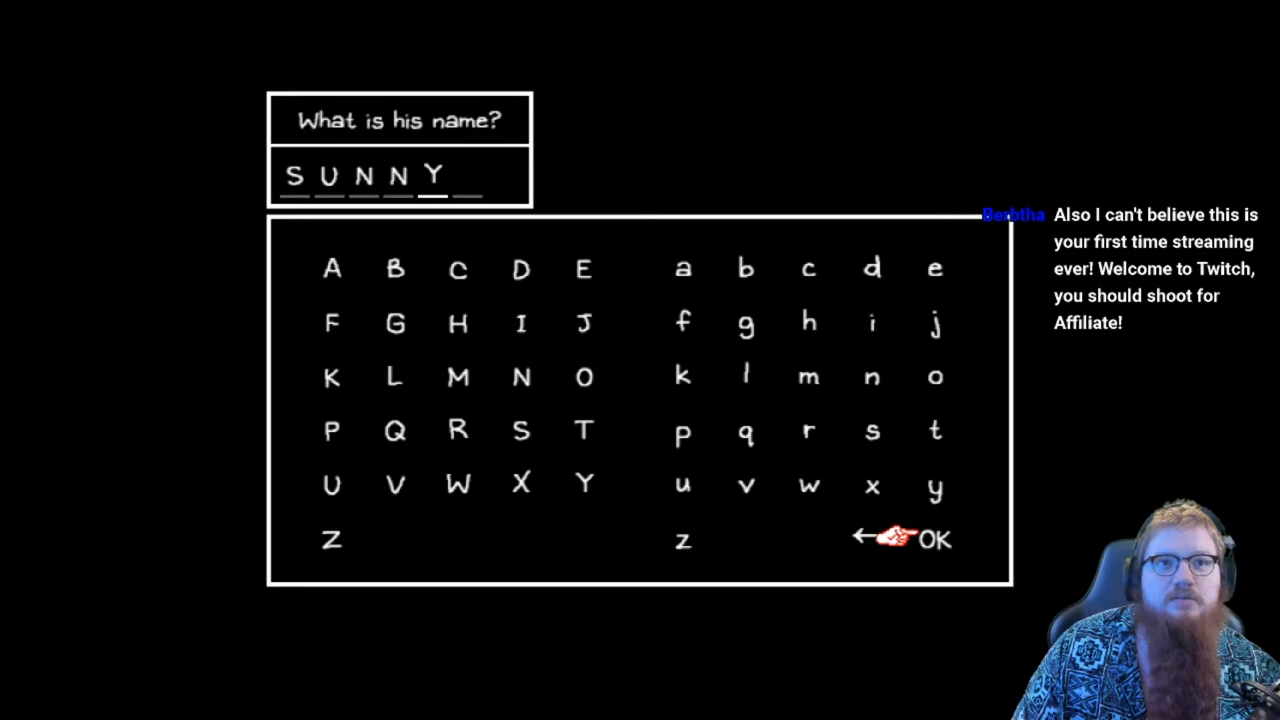 What is his name?
S U N N Y
A B C D E a b c d e
F G H I J f g h i j
K L M N O k l m n o
P Q R S T p q r s t
U V W X Y u v w x y
Z z ← OK
Berbtha Also I can't believe this is
your first time streaming
ever! Welcome to Twitch,
you should shoot for
Affiliate!